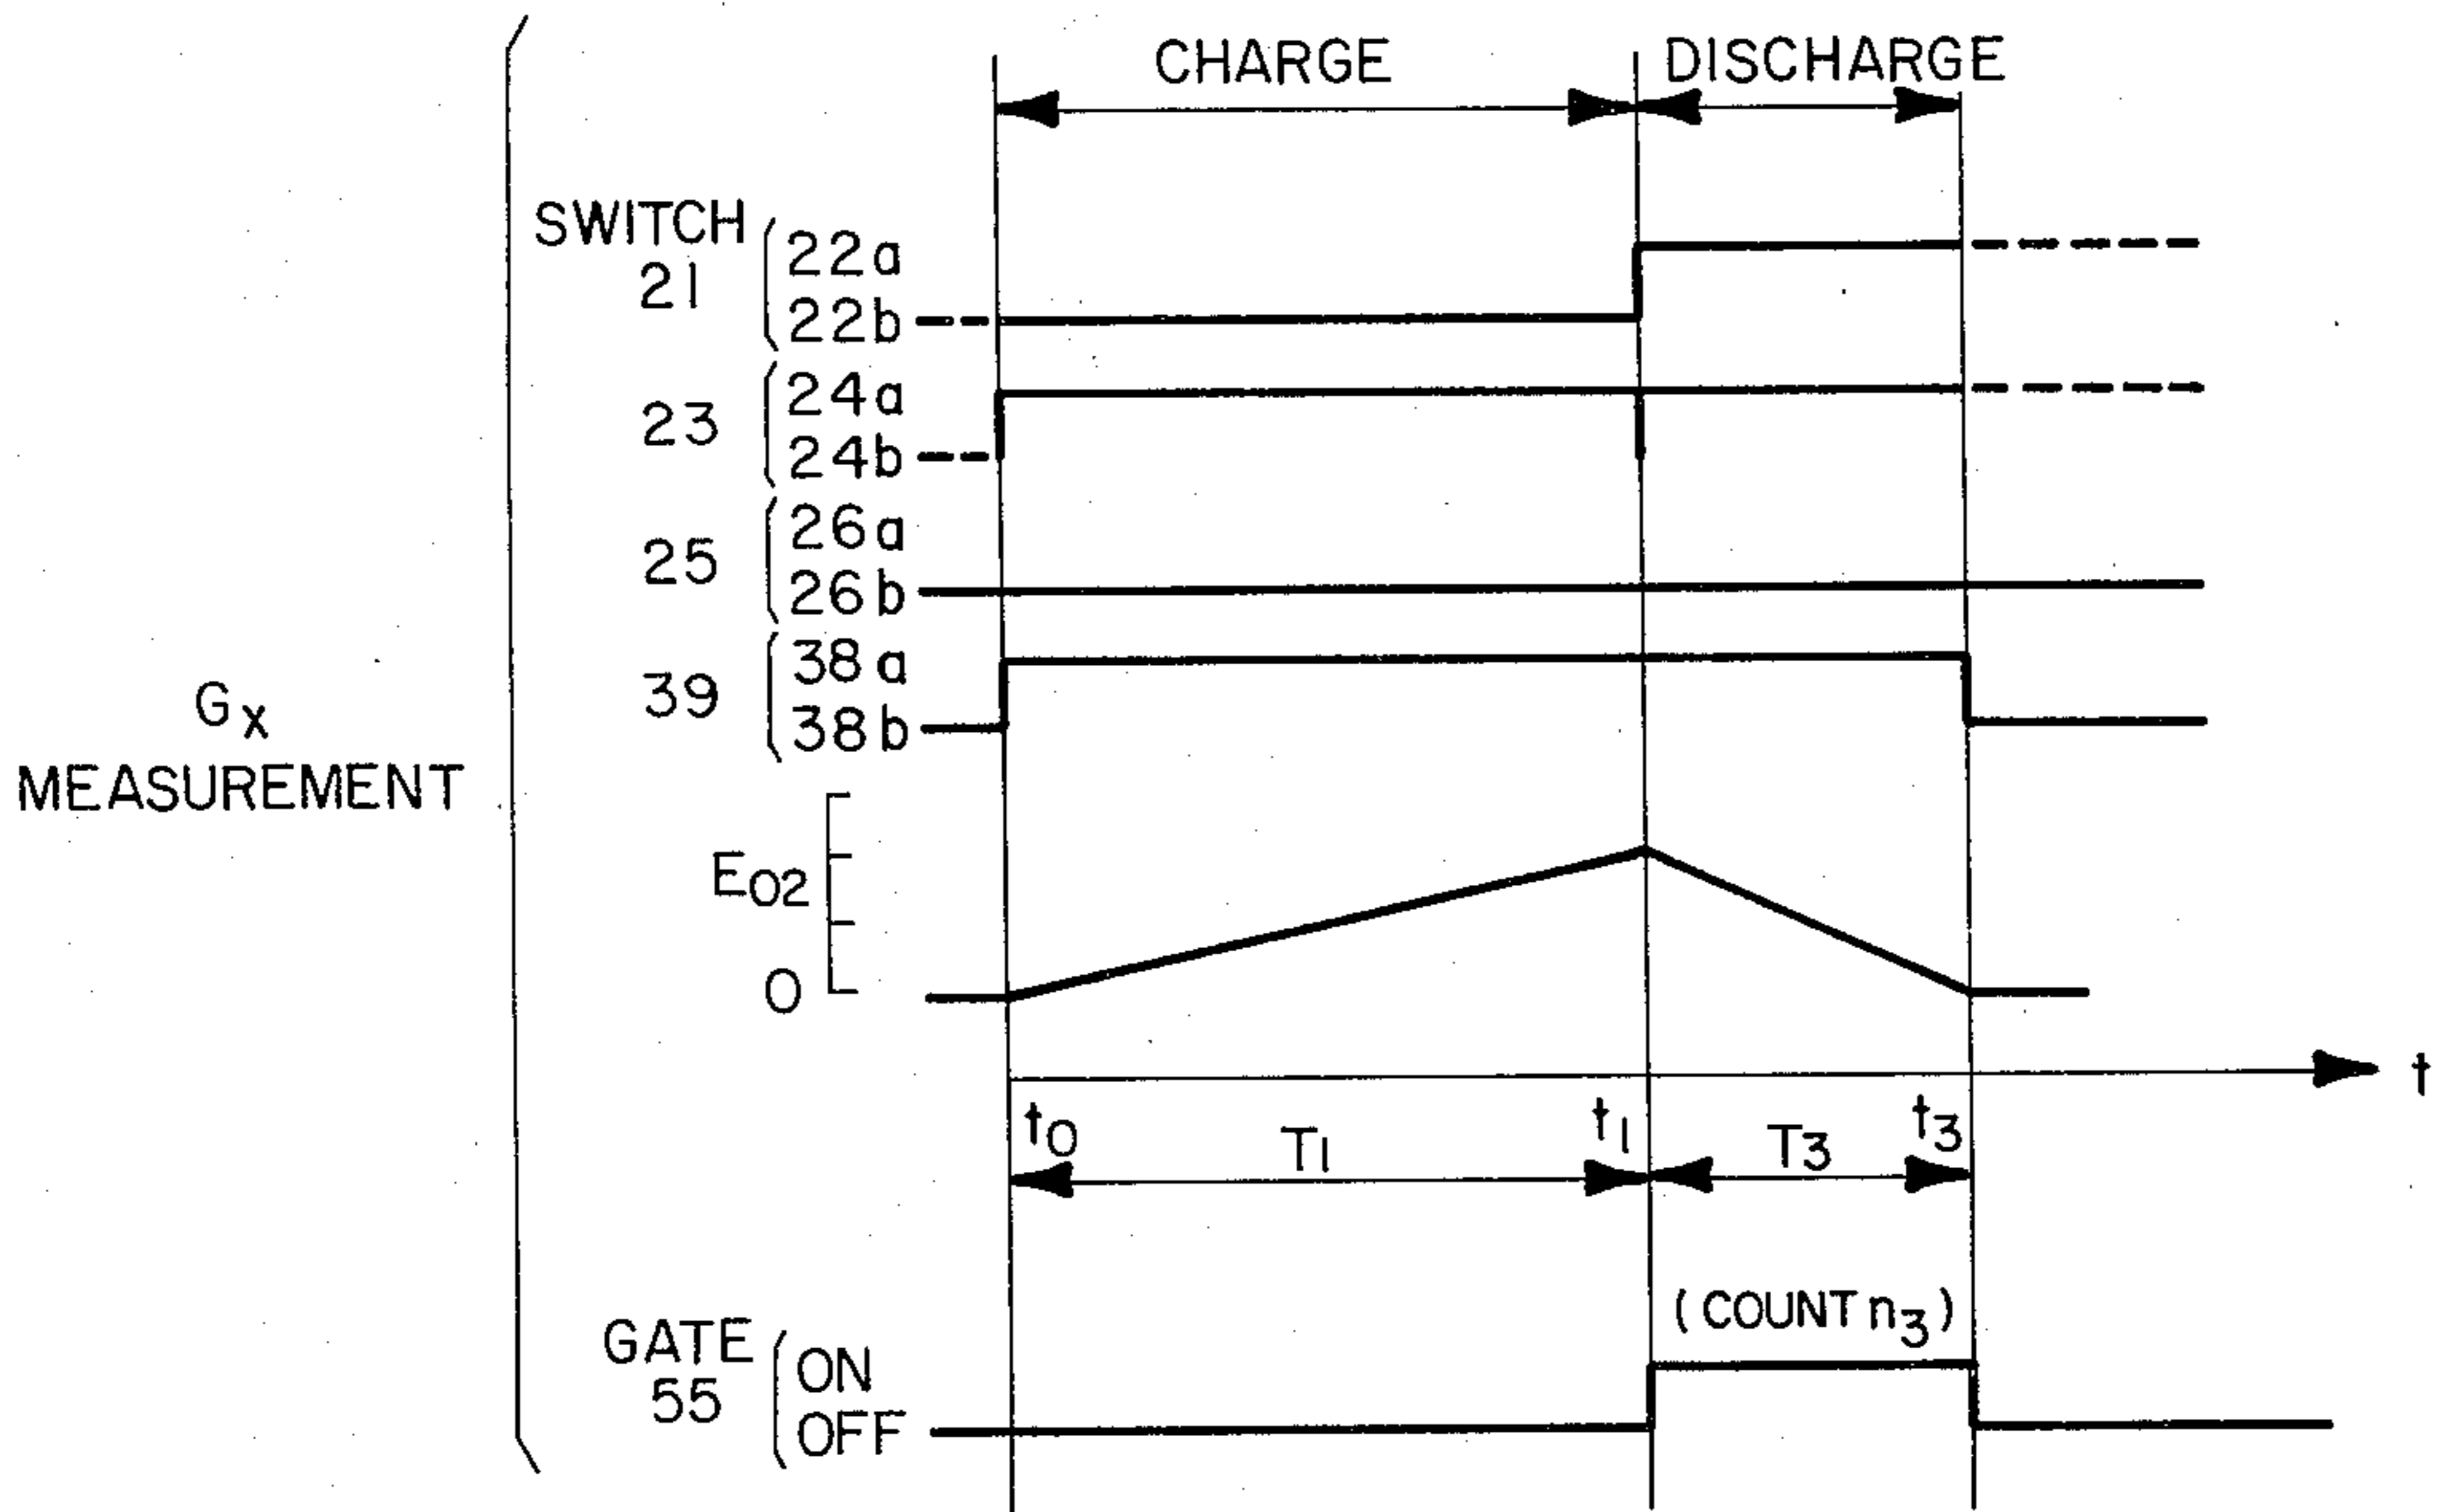 CHARGE DISCHARGE
SWITCH
21
22a
22b
23
24a
24b
25
26a
26b
39
38a
38b
Gx
MEASUREMENT
E02
0
t
t0 t1 t3
T1 T3
(COUNT n3)
GATE
55
ON
OFF